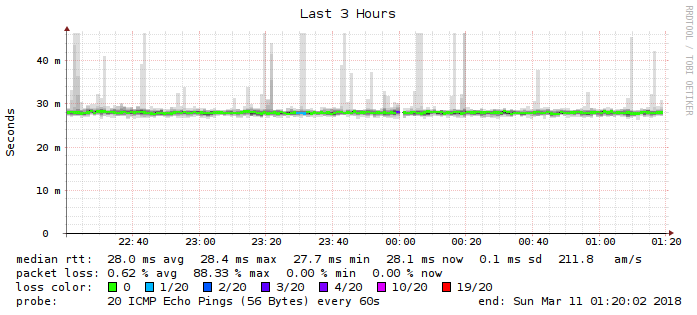 Last 3 Hours
RRDTOOL / TOBI OETIKER
Seconds
40 m
30 m
20 m
10 m
0
22:40 23:00 23:20 23:40 00:00 00:20 00:40 01:00 01:20
median rtt: 28.0 ms avg 28.4 ms max 27.7 ms min 28.1 ms now 0.1 ms sd 211.8 am/s
packet loss: 0.62 % avg 88.33 % max 0.00 % min 0.00 % now
loss color: 0 1/20 2/20 3/20 4/20 10/20 19/20
probe: 20 ICMP Echo Pings (56 Bytes) every 60s end: Sun Mar 11 01:20:02 2018